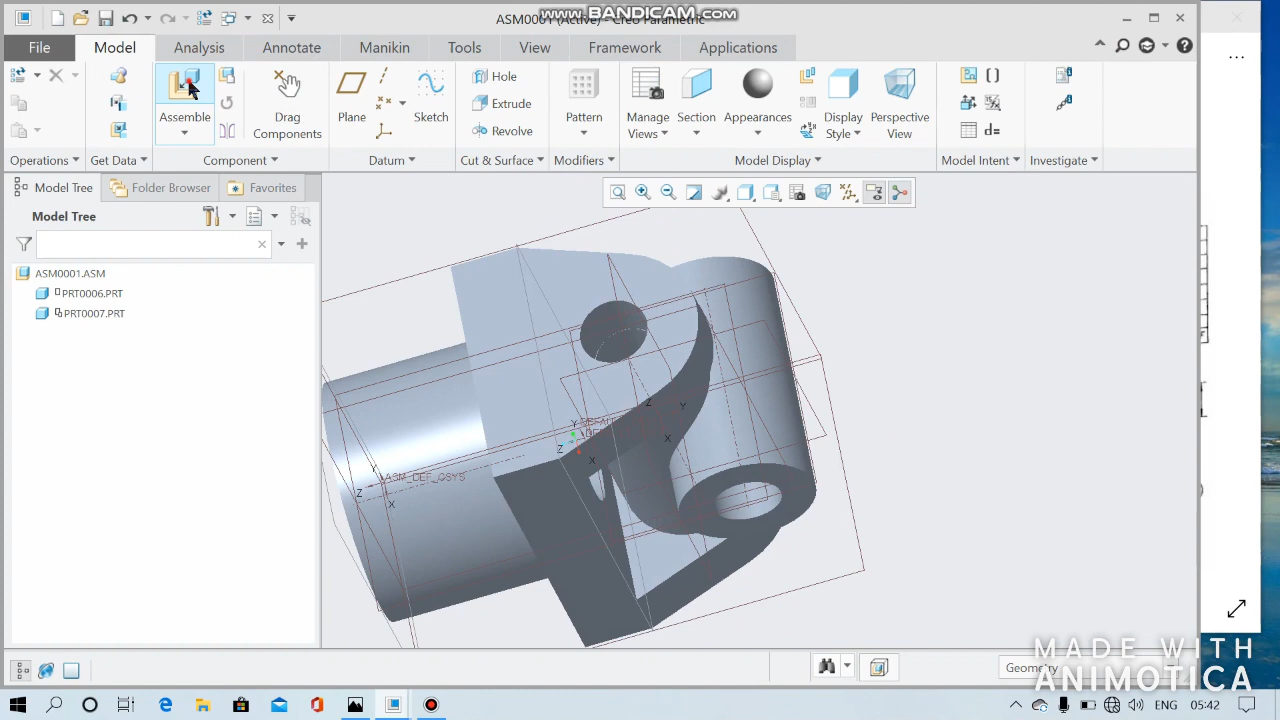 ASM0001 (Active) - Creo Parametric
www.BANDICAM.com
File Model Analysis Annotate Manikin Tools View Framework Applications
Assemble
Drag Components
Plane
Sketch
Hole
Extrude
Revolve
Pattern
Manage Views
Section
Appearances
Display Style
Perspective View
Operations Get Data Component Datum Cut & Surface Modifiers Model Display Model Intent Investigate
Model Tree Folder Browser Favorites
Model Tree
ASM0001.ASM
PRT0006.PRT
PRT0007.PRT
Z
Y
X
Y
Z
X
ASM_DEF_CSYS
Y
Z
X
Geometry
MADE WITH
ANIMOTICA
ENG 05:42